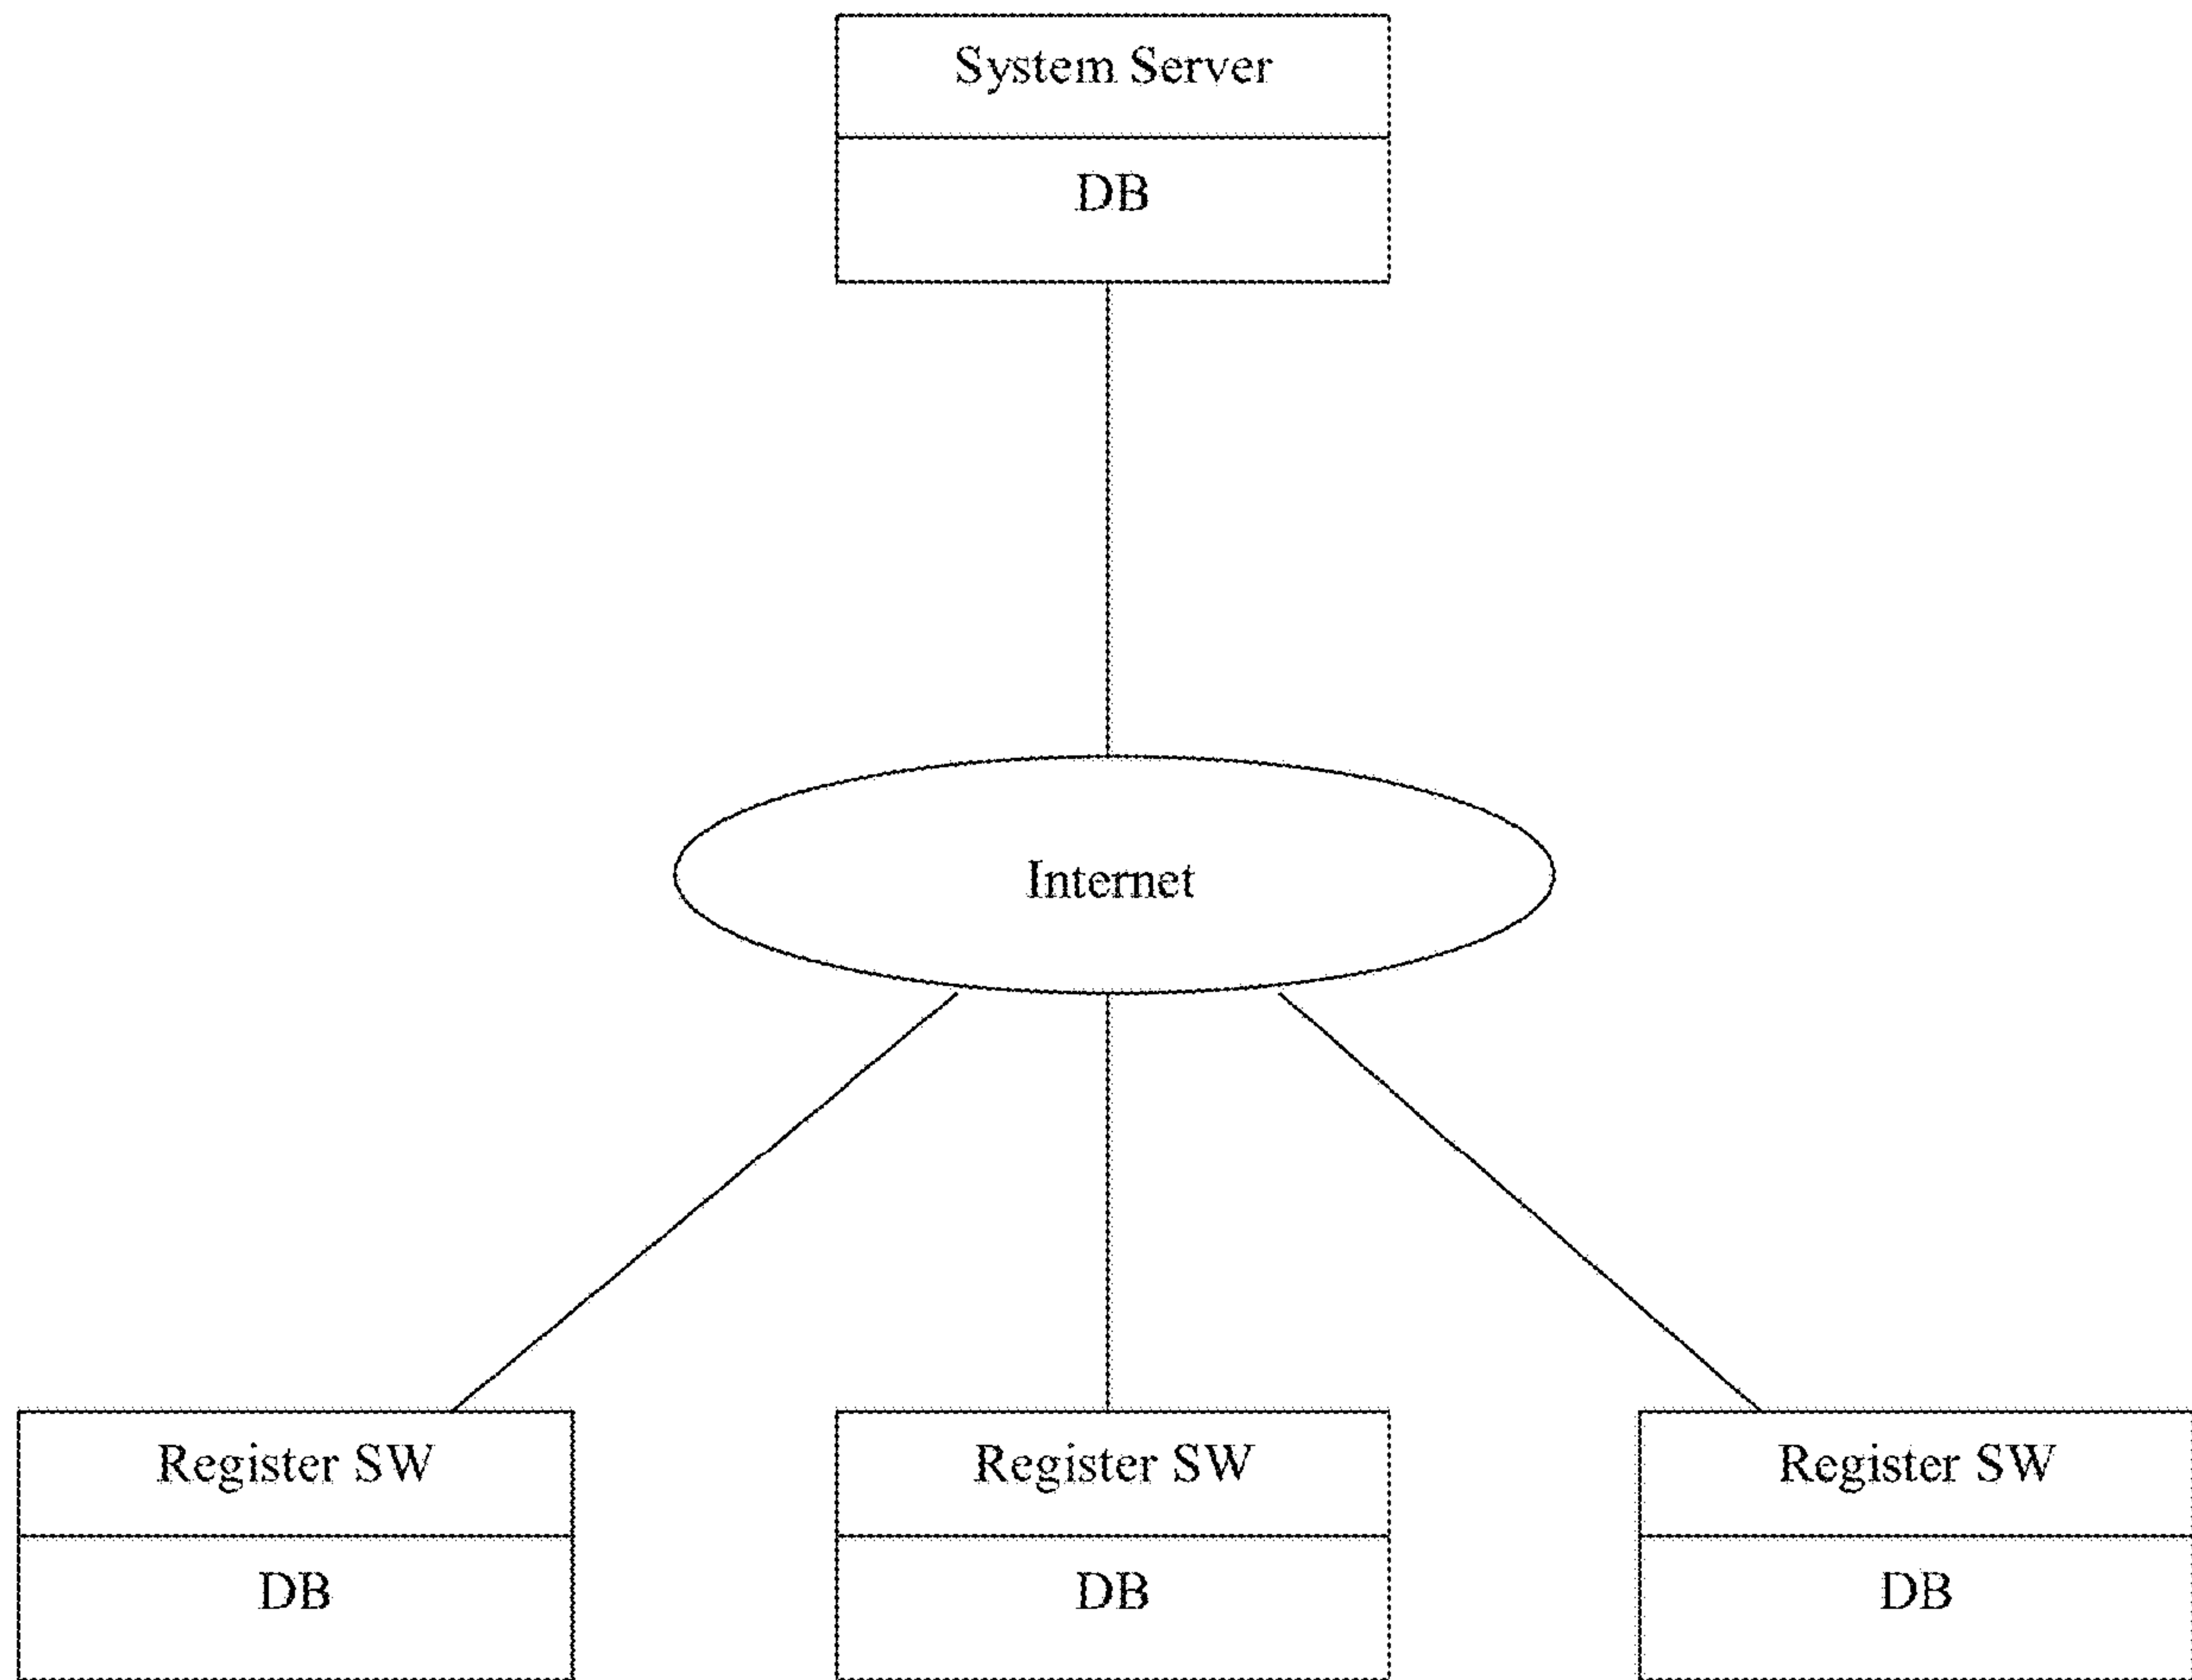 System Server
DB
Internet
Register SW
DB
Register SW
DB
Register SW
DB